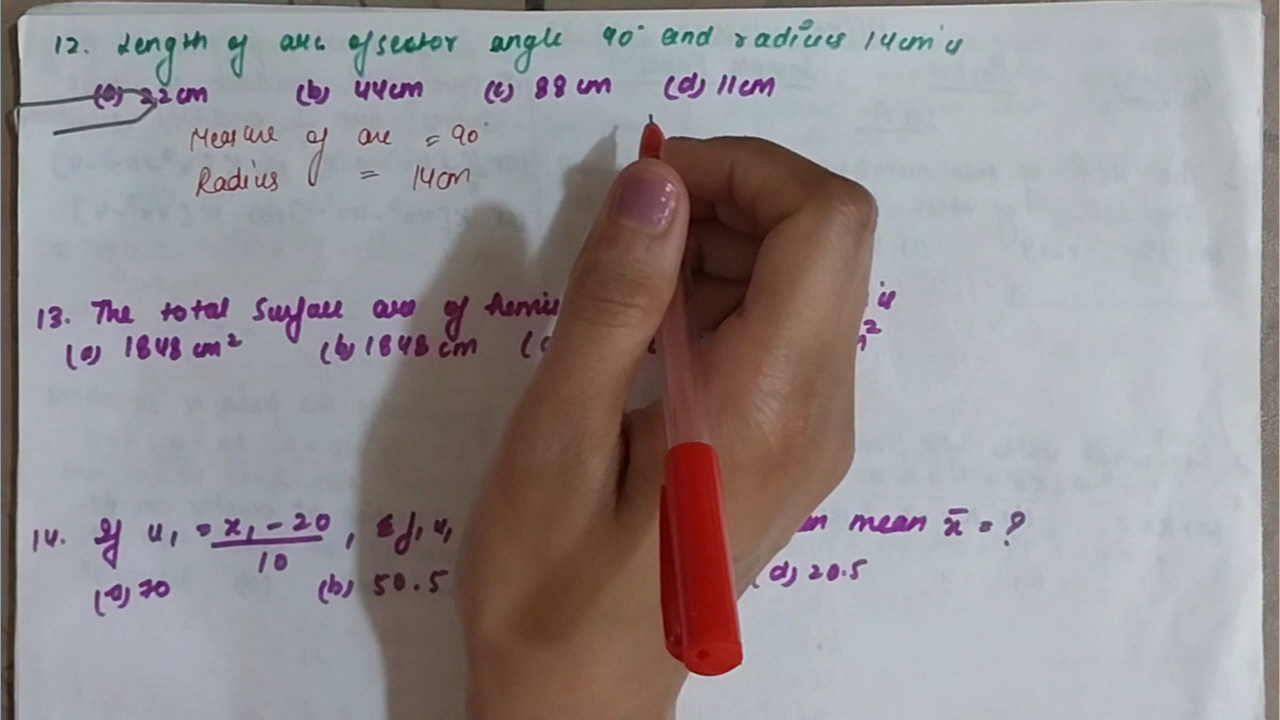 12. Length of arc of sector angle 90° and radius 14cm is
(a) 22cm (b) 44cm (c) 88 cm (d) 11cm
Measure of arc = 90°
Radius = 14cm
13. The total Surface area of hemis is
(a) 1848 cm² (b) 1848 cm (c
14. If u₁ = x₁ - 20 / 10 , Σf₁u₁ mean x̄ = ?
(a) 70 (b) 50.5 (d) 20.5